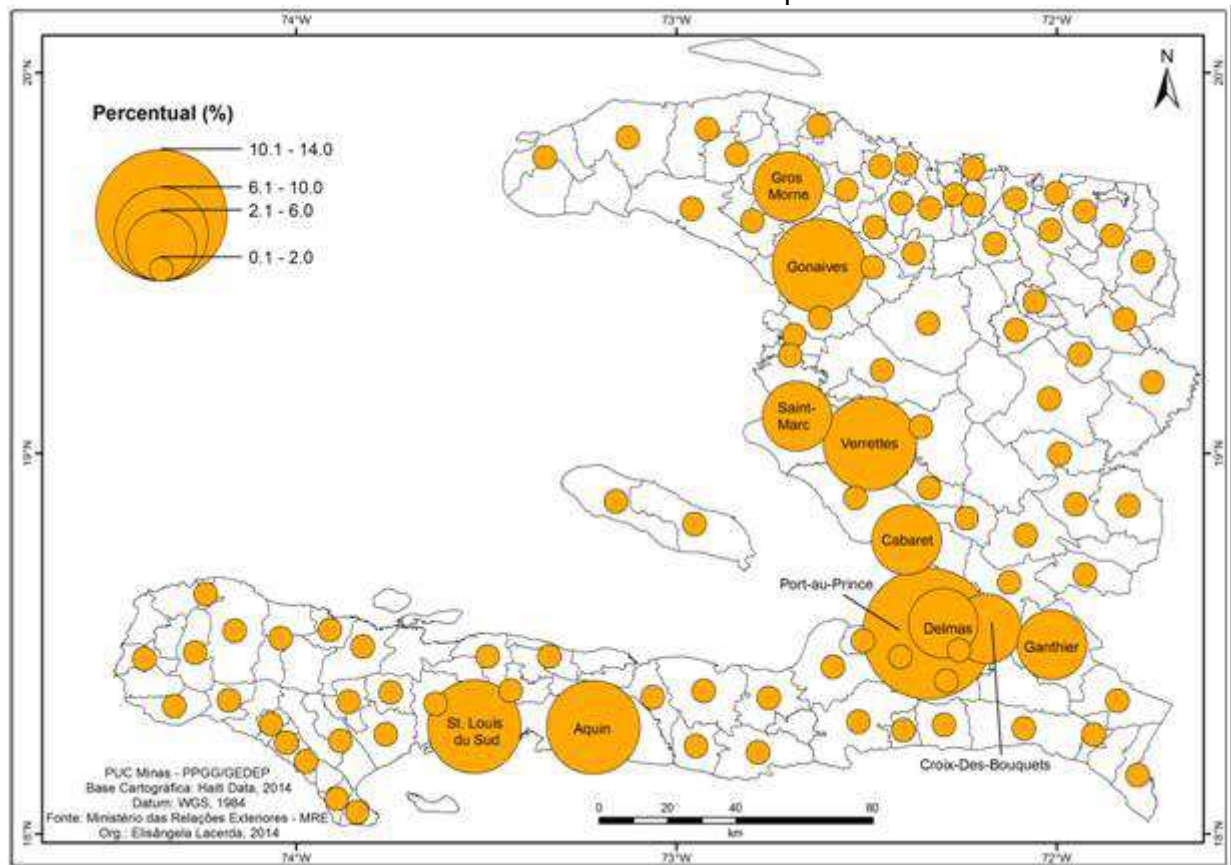 74°W
73°W
72°W
20°N
20°N
N
Percentual (%)
10.1 - 14.0
6.1 - 10.0
2.1 - 6.0
0.1 - 2.0
Gros
Morne
Gonaives
Saint-
Marc
Verrettes
19°N
19°N
Cabaret
Port-au-Prince
Delmas
Ganthier
St. Louis
du Sud
Aquin
Croix-Des-Bouquets
PUC Minas - PPGG/GEDEP
Base Cartográfica: Haiti Data, 2014
Datum: WGS, 1984
Fonte: Ministério das Relações Exteriores - MRE
Org.: Elisângela Lacerda, 2014
0 20 40 80
km
18°N
18°N
74°W
73°W
72°W